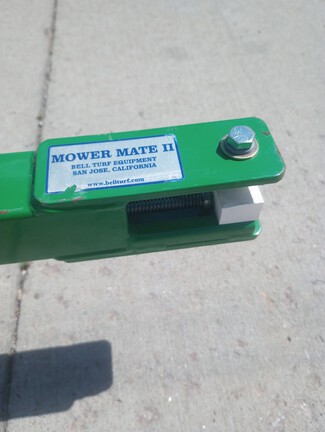 MOWER MATE II
BELL TURF EQUIPMENT
SAN JOSE, CALIFORNIA
www.bellturf.com